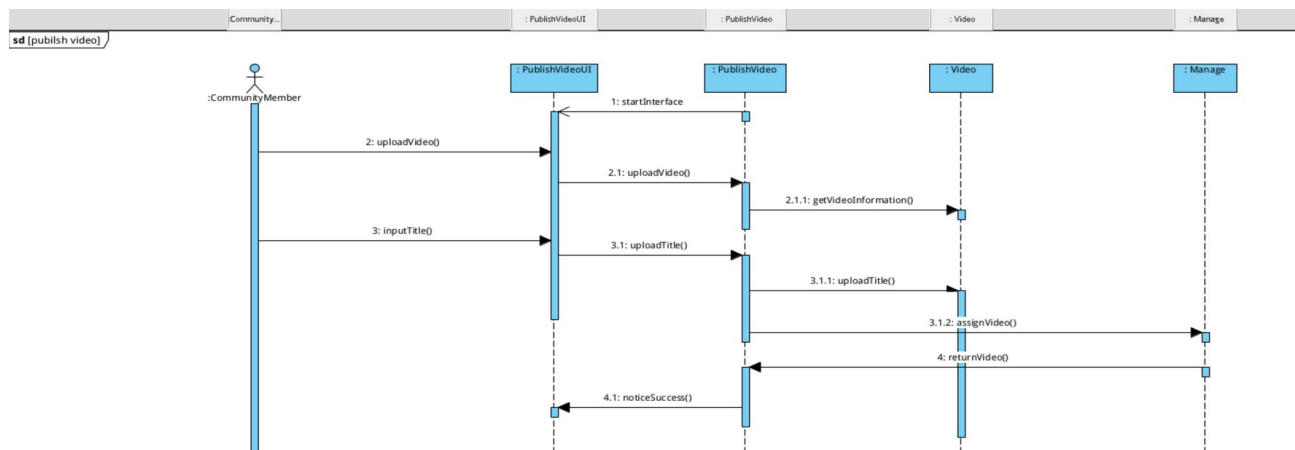 :Community...
: PublishVideoUI
: PublishVideo
: Video
: Manage
sd [pubilsh video]
:CommunityMember
: PublishVideoUI
: PublishVideo
: Video
: Manage
1: startInterface
2: uploadVideo()
2.1: uploadVideo()
2.1.1: getVideoInformation()
3: inputTitle()
3.1: uploadTitle()
3.1.1: uploadTitle()
3.1.2: assignVideo()
4: returnVideo()
4.1: noticeSuccess()